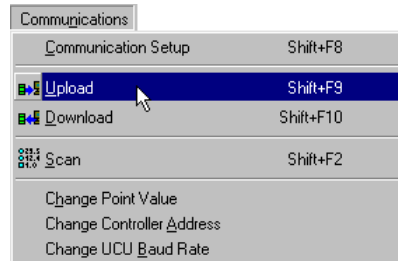 Communications
Communication Setup Shift+F8
Upload Shift+F9
Download Shift+F10
Scan Shift+F2
Change Point Value
Change Controller Address
Change UCU Baud Rate